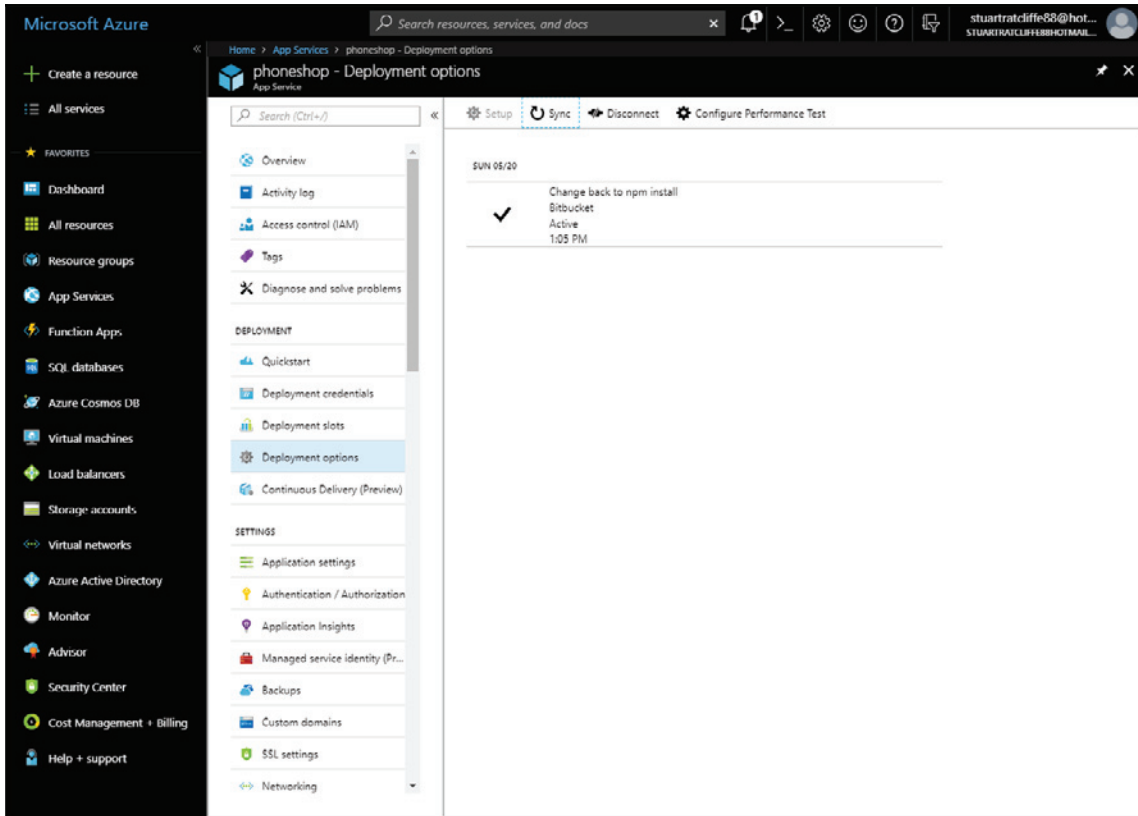 Microsoft Azure
Search resources, services, and docs
stuartratcliffe88@hot...
STUARTRATCLIFFE88HOTMAIL...
Create a resource
All services
FAVORITES
Dashboard
All resources
Resource groups
App Services
Function Apps
SQL databases
Azure Cosmos DB
Virtual machines
Load balancers
Storage accounts
Virtual networks
Azure Active Directory
Monitor
Advisor
Security Center
Cost Management + Billing
Help + support
Home > App Services > phoneshop - Deployment options
phoneshop - Deployment options
App Service
Search (Ctrl+/)
Overview
Activity log
Access control (IAM)
Tags
Diagnose and solve problems
DEPLOYMENT
Quickstart
Deployment credentials
Deployment slots
Deployment options
Continuous Delivery (Preview)
SETTINGS
Application settings
Authentication / Authorization
Application Insights
Managed service identity (Pr...
Backups
Custom domains
SSL settings
Networking
Setup Sync Disconnect Configure Performance Test
SUN 05/20
Change back to npm install
Bitbucket
Active
1:05 PM